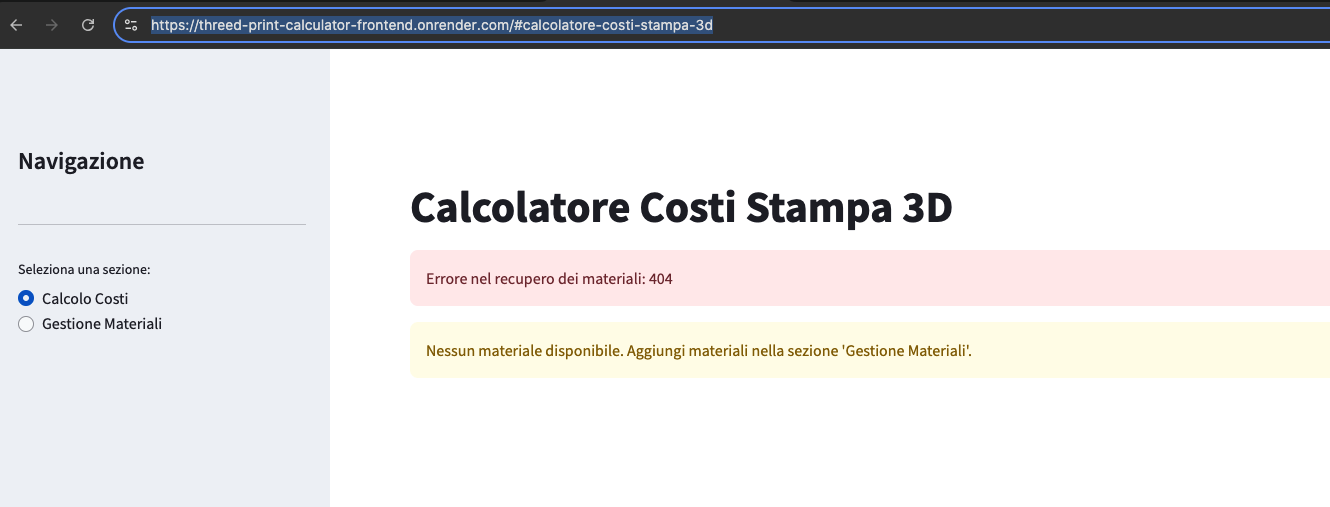 https://threed-print-calculator-frontend.onrender.com/#calcolatore-costi-stampa-3d
Navigazione
Seleziona una sezione:
Calcolo Costi
Gestione Materiali
Calcolatore Costi Stampa 3D
Errore nel recupero dei materiali: 404
Nessun materiale disponibile. Aggiungi materiali nella sezione 'Gestione Materiali'.